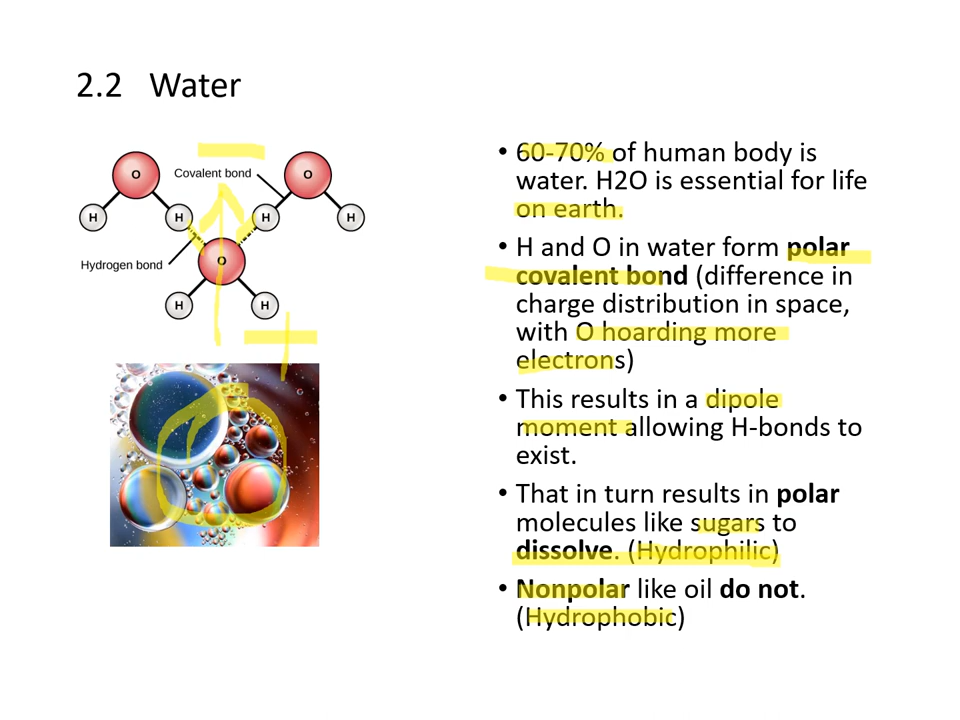 2.2 Water
O
Covalent bond
O
H
H
H
H
Hydrogen bond
O
H
H
• 60-70% of human body is
water. H2O is essential for life
on earth.
• H and O in water form polar
covalent bond (difference in
charge distribution in space,
with O hoarding more
electrons)
• This results in a dipole
moment allowing H-bonds to
exist.
• That in turn results in polar
molecules like sugars to
dissolve. (Hydrophilic)
• Nonpolar like oil do not.
(Hydrophobic)